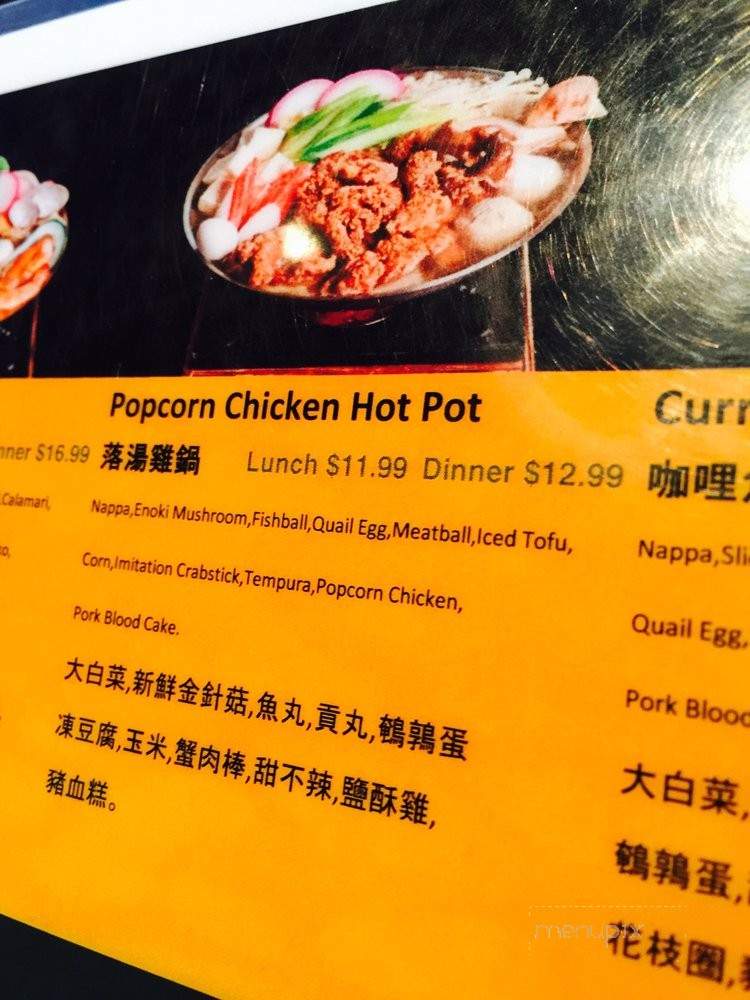 Popcorn Chicken Hot Pot
落湯雞鍋 Lunch $11.99 Dinner $12.99
Nappa,Enoki Mushroom,Fishball,Quail Egg,Meatball,Iced Tofu,
Corn,Imitation Crabstick,Tempura,Popcorn Chicken,
Pork Blood Cake.
大白菜,新鮮金針菇,魚丸,貢丸,鵪鶉蛋
凍豆腐,玉米,蟹肉棒,甜不辣,鹽酥雞,
豬血糕。
$16.99
Calamari,
Curr
咖哩
Nappa,Sli
Quail Egg,
Pork Blood
大白菜,
鵪鶉蛋,
花枝圈,
menupix